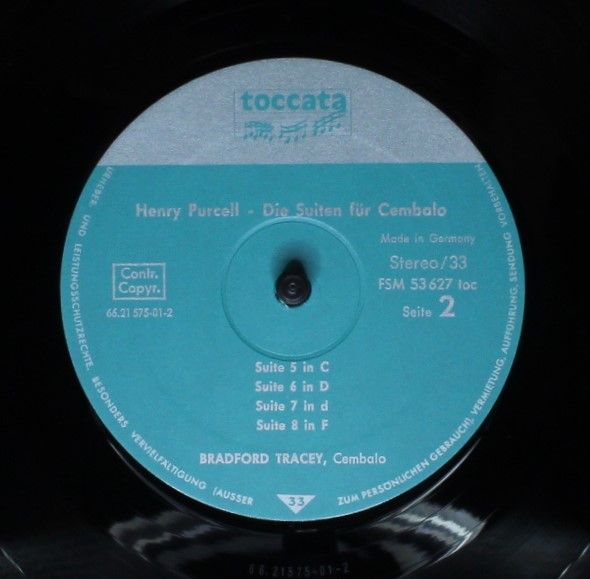 toccata
Henry Purcell - Die Suiten für Cembalo
Made in Germany
Contr.
Copyr.
Stereo/33
FSM 53627 toc
66.21 575-01-2
Seite 2
Suite 5 in C
Suite 6 in D
Suite 7 in d
Suite 8 in F
BRADFORD TRACEY, Cembalo
URHEBER- UND LEISTUNGSSCHUTZRECHTE, BESONDERS VERVIELFÄLTIGUNG (AUSSER
33
ZUM PERSÖNLICHEN GEBRAUCH), VERMIETUNG, AUFFÜHRUNG, SENDUNG VORBEHALTEN
66.21575-01-2